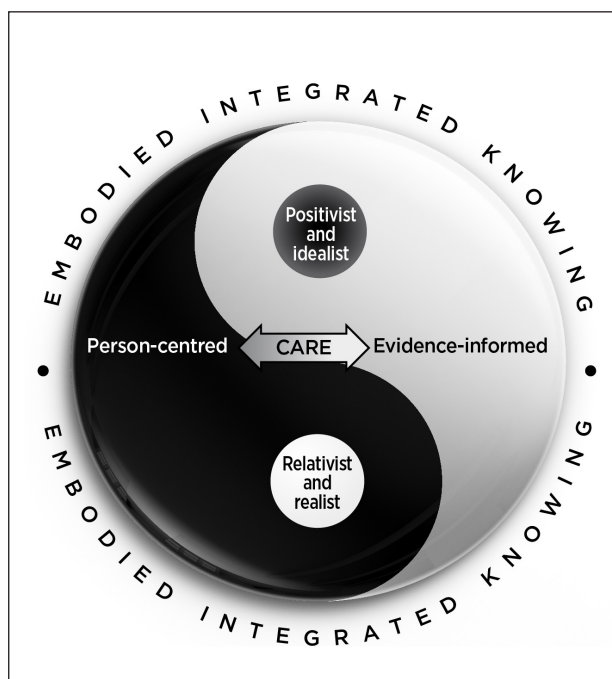 EMBODIED INTEGRATED KNOWING
Positivist
and
idealist
Person-centred
CARE
Evidence-informed
Relativist
and
realist
EMBODIED INTEGRATED KNOWING